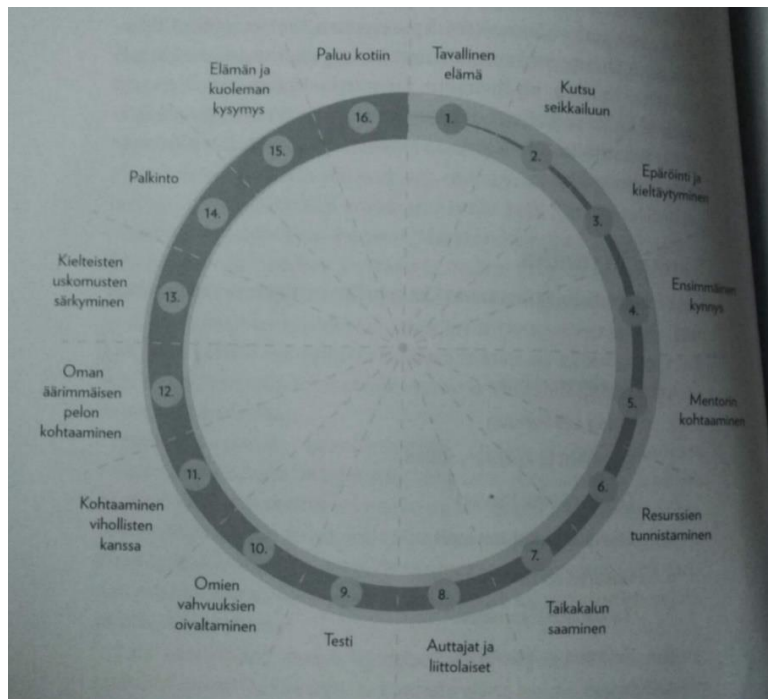 Tavallinen
elämä
1.
Kutsu
seikkailuun
2.
Epäröinti ja
kieltäytyminen
3.
Ensimmäinen
kynnys
4.
Mentorin
kohtaaminen
5.
Resurssien
tunnistaminen
6.
Taikakalun
saaminen
7.
Auttajat ja
liittolaiset
8.
Testi
9.
Omien
vahvuuksien
oivaltaminen
10.
Kohtaaminen
vihollisten
kanssa
11.
Oman
äärimmäisen
pelon
kohtaaminen
12.
Kielteisten
uskomusten
särkyminen
13.
Palkinto
14.
Elämän ja
kuoleman
kysymys
15.
Paluu kotiin
16.